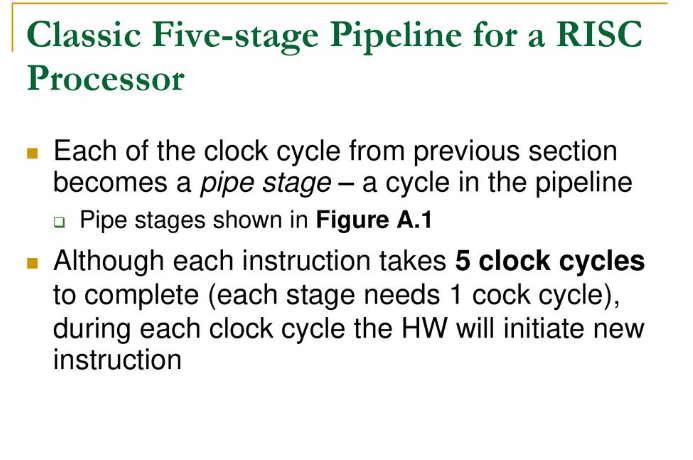 Classic Five-stage Pipeline for a RISC
Processor
Each of the clock cycle from previous section
becomes a pipe stage – a cycle in the pipeline
Pipe stages shown in Figure A.1
Although each instruction takes 5 clock cycles
to complete (each stage needs 1 cock cycle),
during each clock cycle the HW will initiate new
instruction